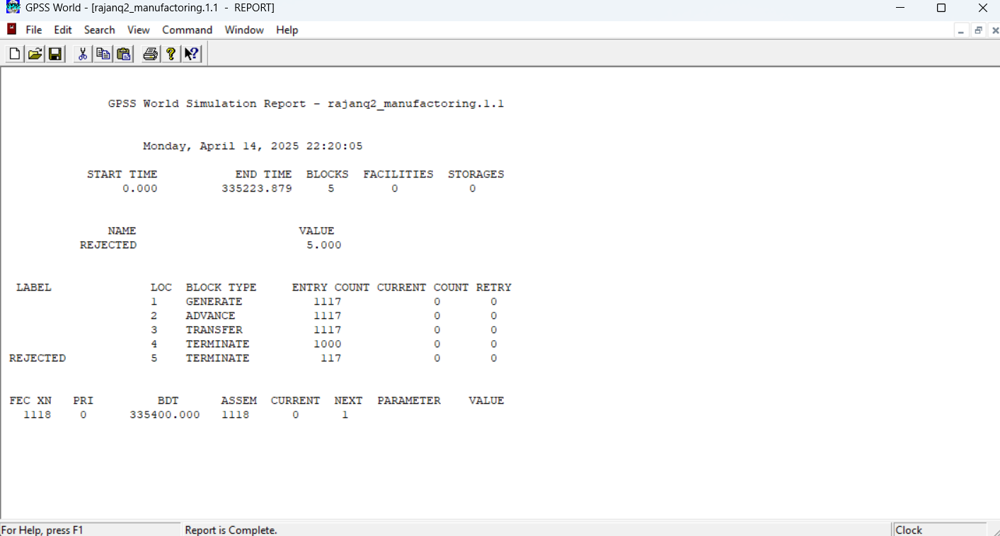 GPSS World - [rajanq2_manufactoring.1.1 - REPORT]
File Edit Search View Command Window Help
GPSS World Simulation Report - rajanq2_manufactoring.1.1
Monday, April 14, 2025 22:20:05
START TIME END TIME BLOCKS FACILITIES STORAGES
0.000 335223.879 5 0 0
NAME VALUE
REJECTED 5.000
LABEL LOC BLOCK TYPE ENTRY COUNT CURRENT COUNT RETRY
1 GENERATE 1117 0 0
2 ADVANCE 1117 0 0
3 TRANSFER 1117 0 0
4 TERMINATE 1000 0 0
REJECTED 5 TERMINATE 117 0 0
FEC XN PRI BDT ASSEM CURRENT NEXT PARAMETER VALUE
1118 0 335400.000 1118 0 1
For Help, press F1 Report is Complete. Clock